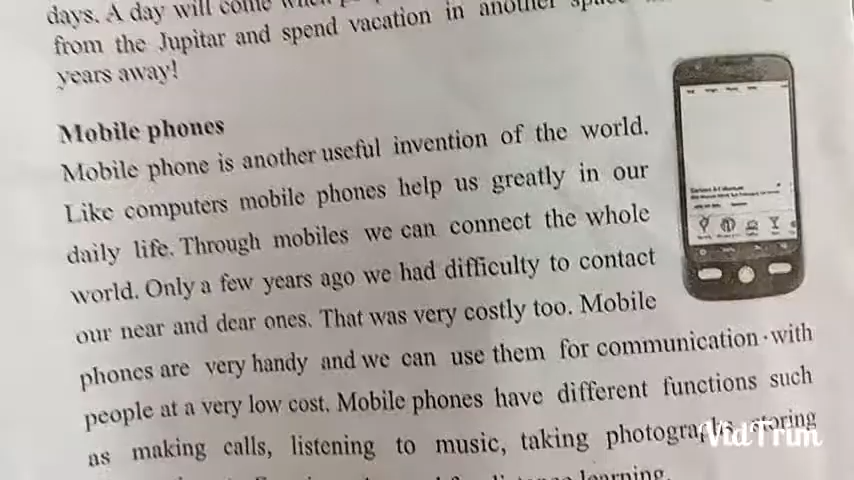 days. A day will come when
from the Jupitar and spend vacation in another
years away!
Mobile phones
Mobile phone is another useful invention of the world.
Like computers mobile phones help us greatly in our
daily life. Through mobiles we can connect the whole
world. Only a few years ago we had difficulty to contact
our near and dear ones. That was very costly too. Mobile
phones are very handy and we can use them for communication with
people at a very low cost. Mobile phones have different functions such
as making calls, listening to music, taking photographs, storing
distance learning.
VidTrim